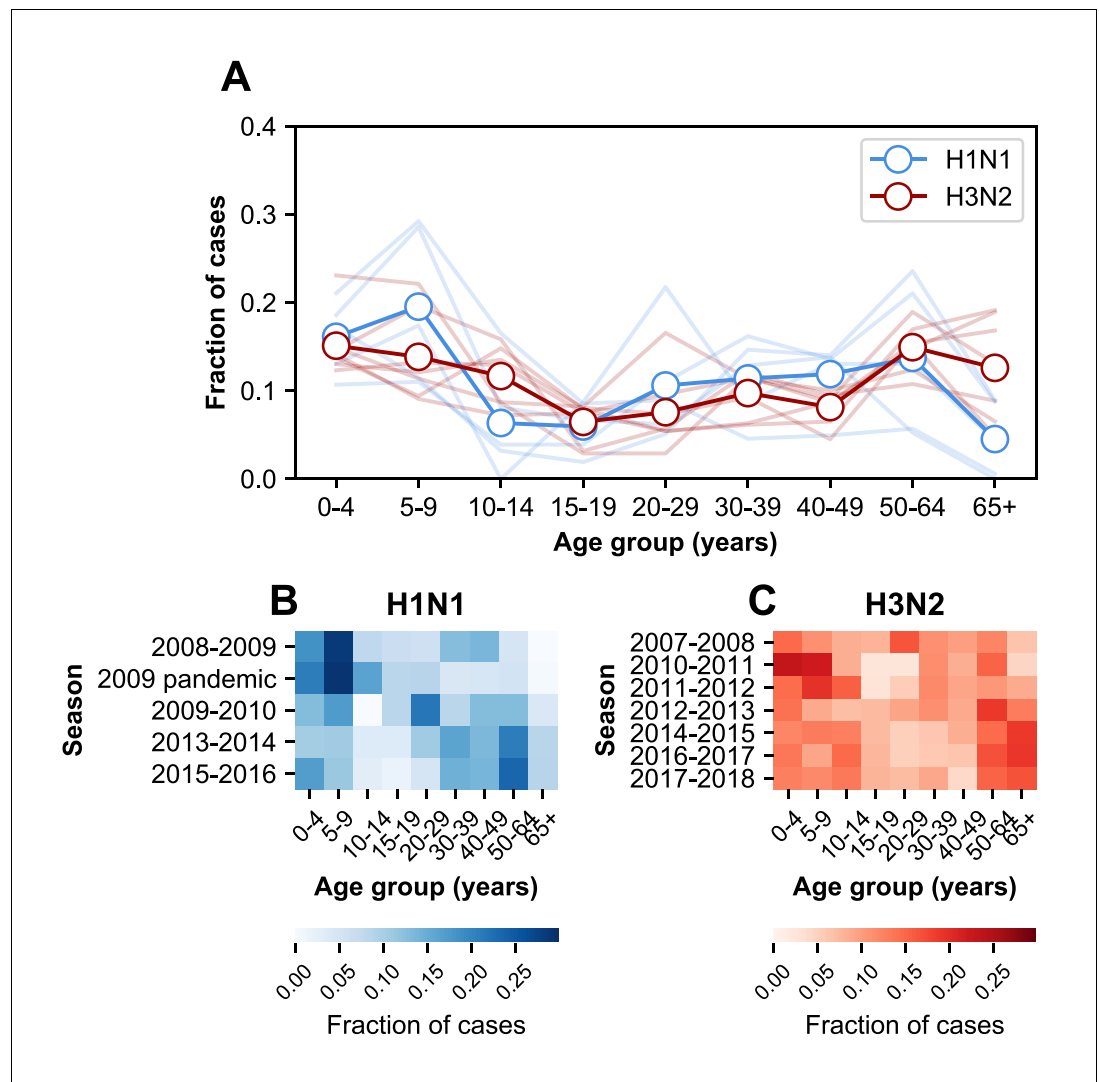 A
0.4
0.3
0.2
0.1
0.0
Fraction of cases
H1N1
H3N2
0-4 5-9 10-14 15-19 20-29 30-39 40-49 50-64 65+
Age group (years)
B H1N1
Season
2008-2009
2009 pandemic
2009-2010
2013-2014
2015-2016
0-4 5-9 10-14 15-19 20-29 30-39 40-49 50-64 65+
Age group (years)
0.00 0.05 0.10 0.15 0.20 0.25
Fraction of cases
C H3N2
Season
2007-2008
2010-2011
2011-2012
2012-2013
2014-2015
2016-2017
2017-2018
0-4 5-9 10-14 15-19 20-29 30-39 40-49 50-64 65+
Age group (years)
0.00 0.05 0.10 0.15 0.20 0.25
Fraction of cases